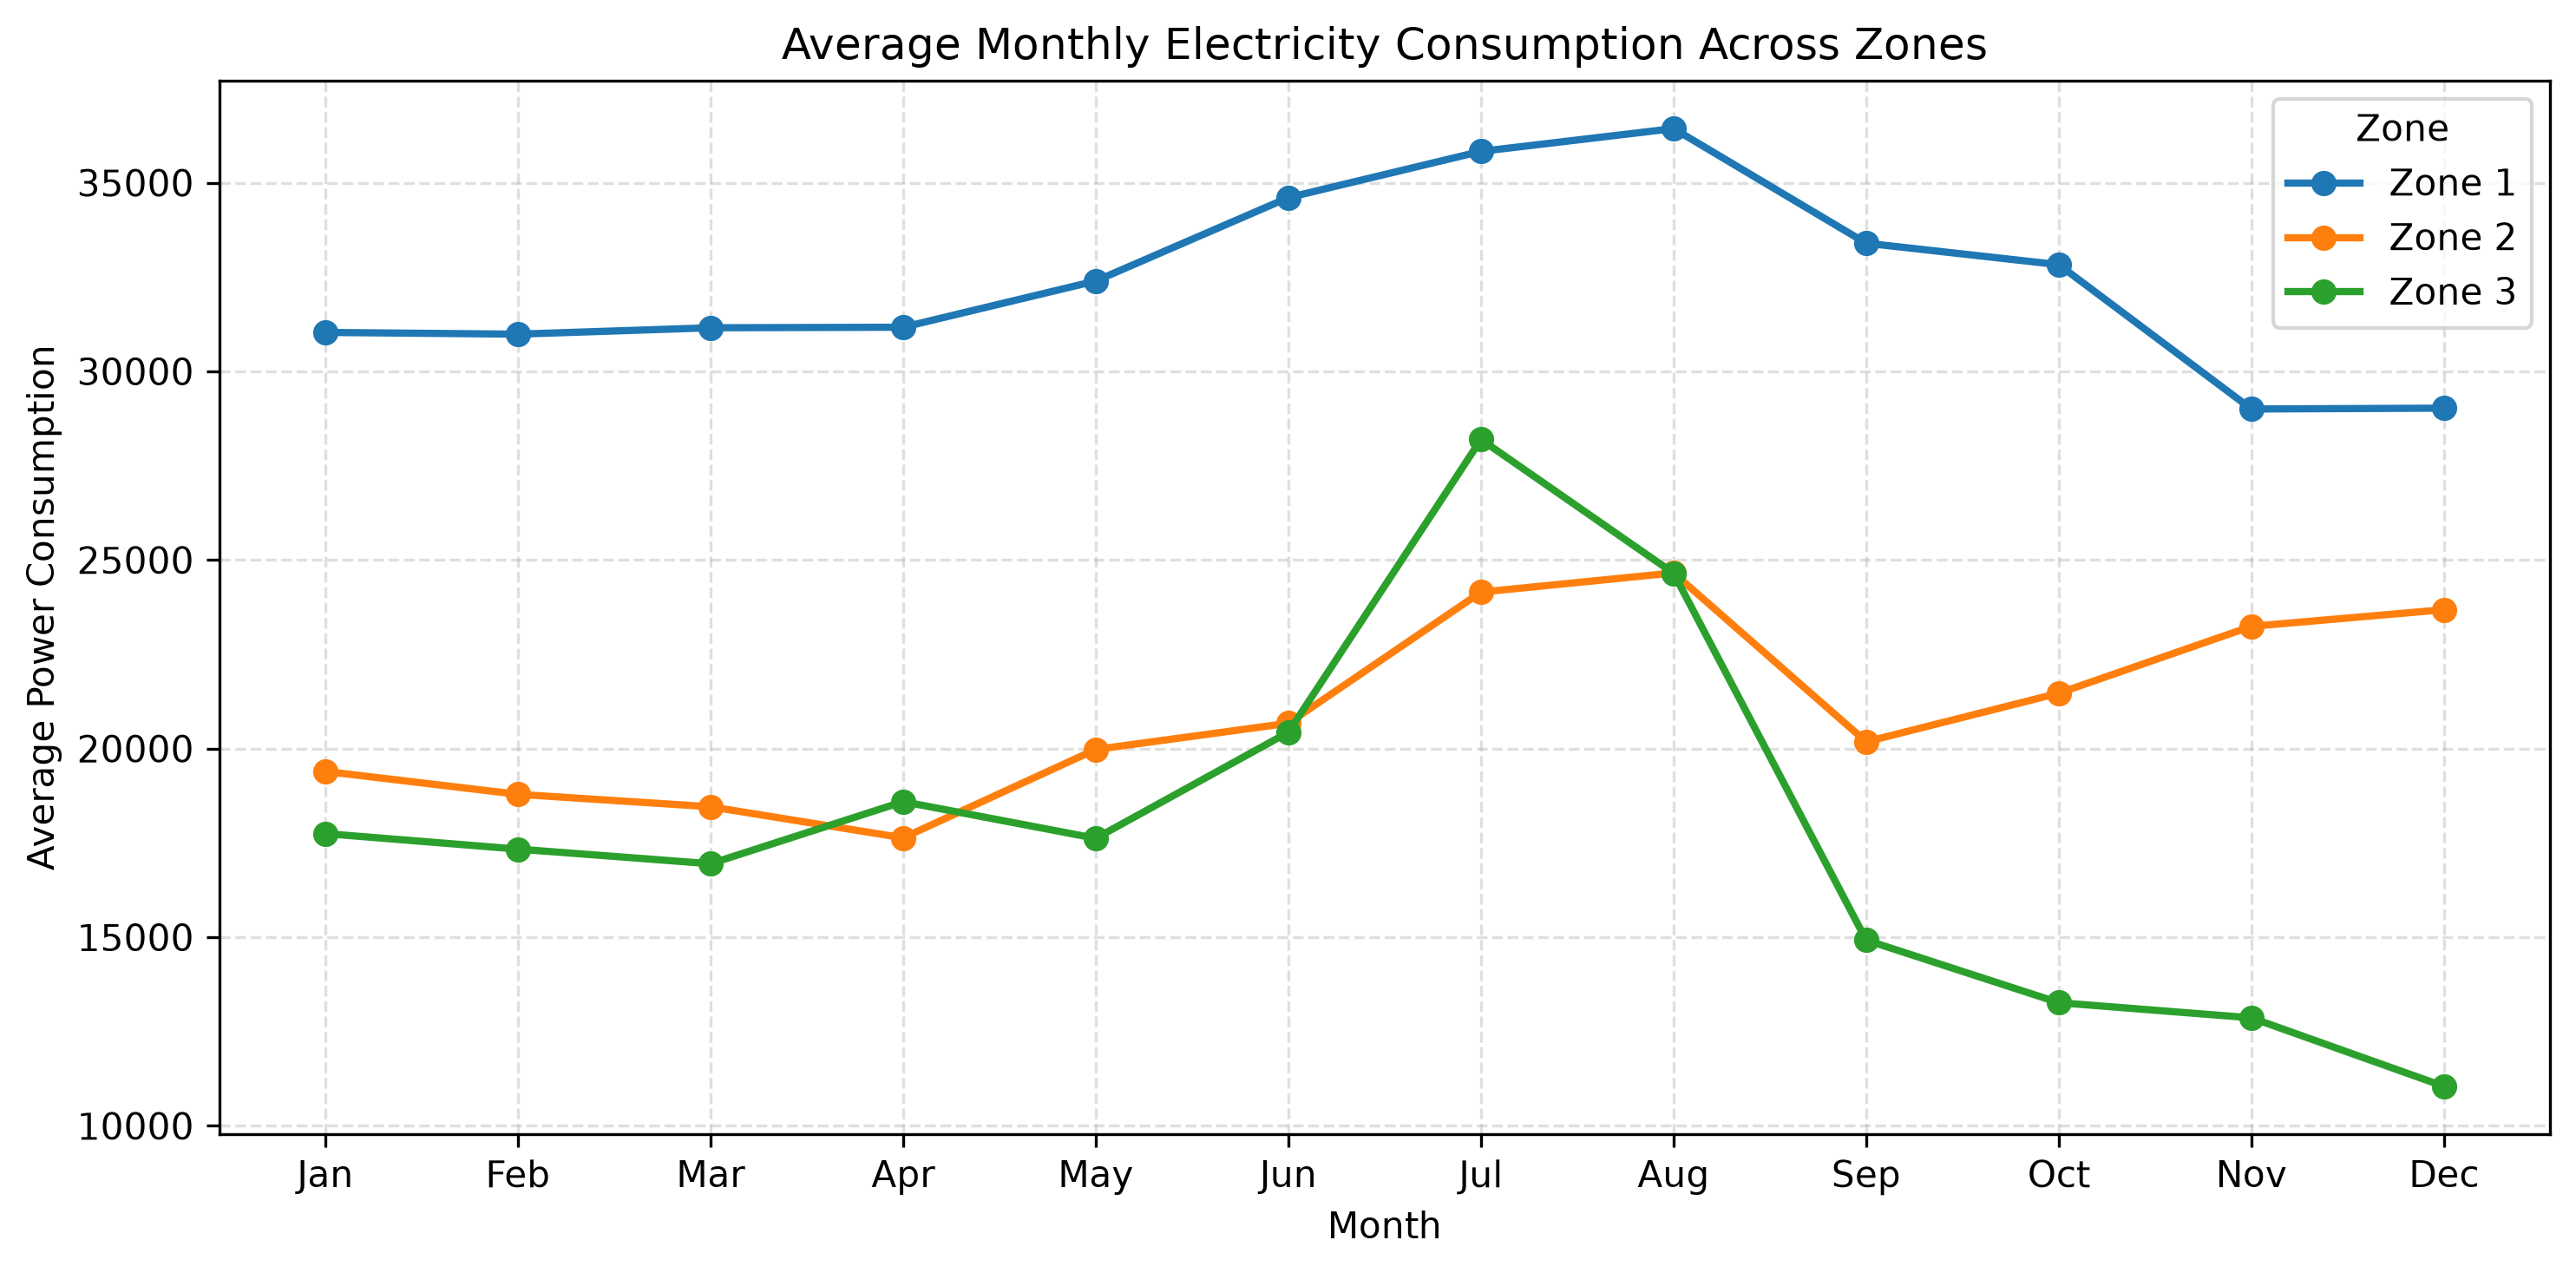 Average Monthly Electricity Consumption Across Zones
Zone
Zone 1
Zone 2
Zone 3
Average Power Consumption
35000
30000
25000
20000
15000
10000
Jan Feb Mar Apr May Jun Jul Aug Sep Oct Nov Dec
Month